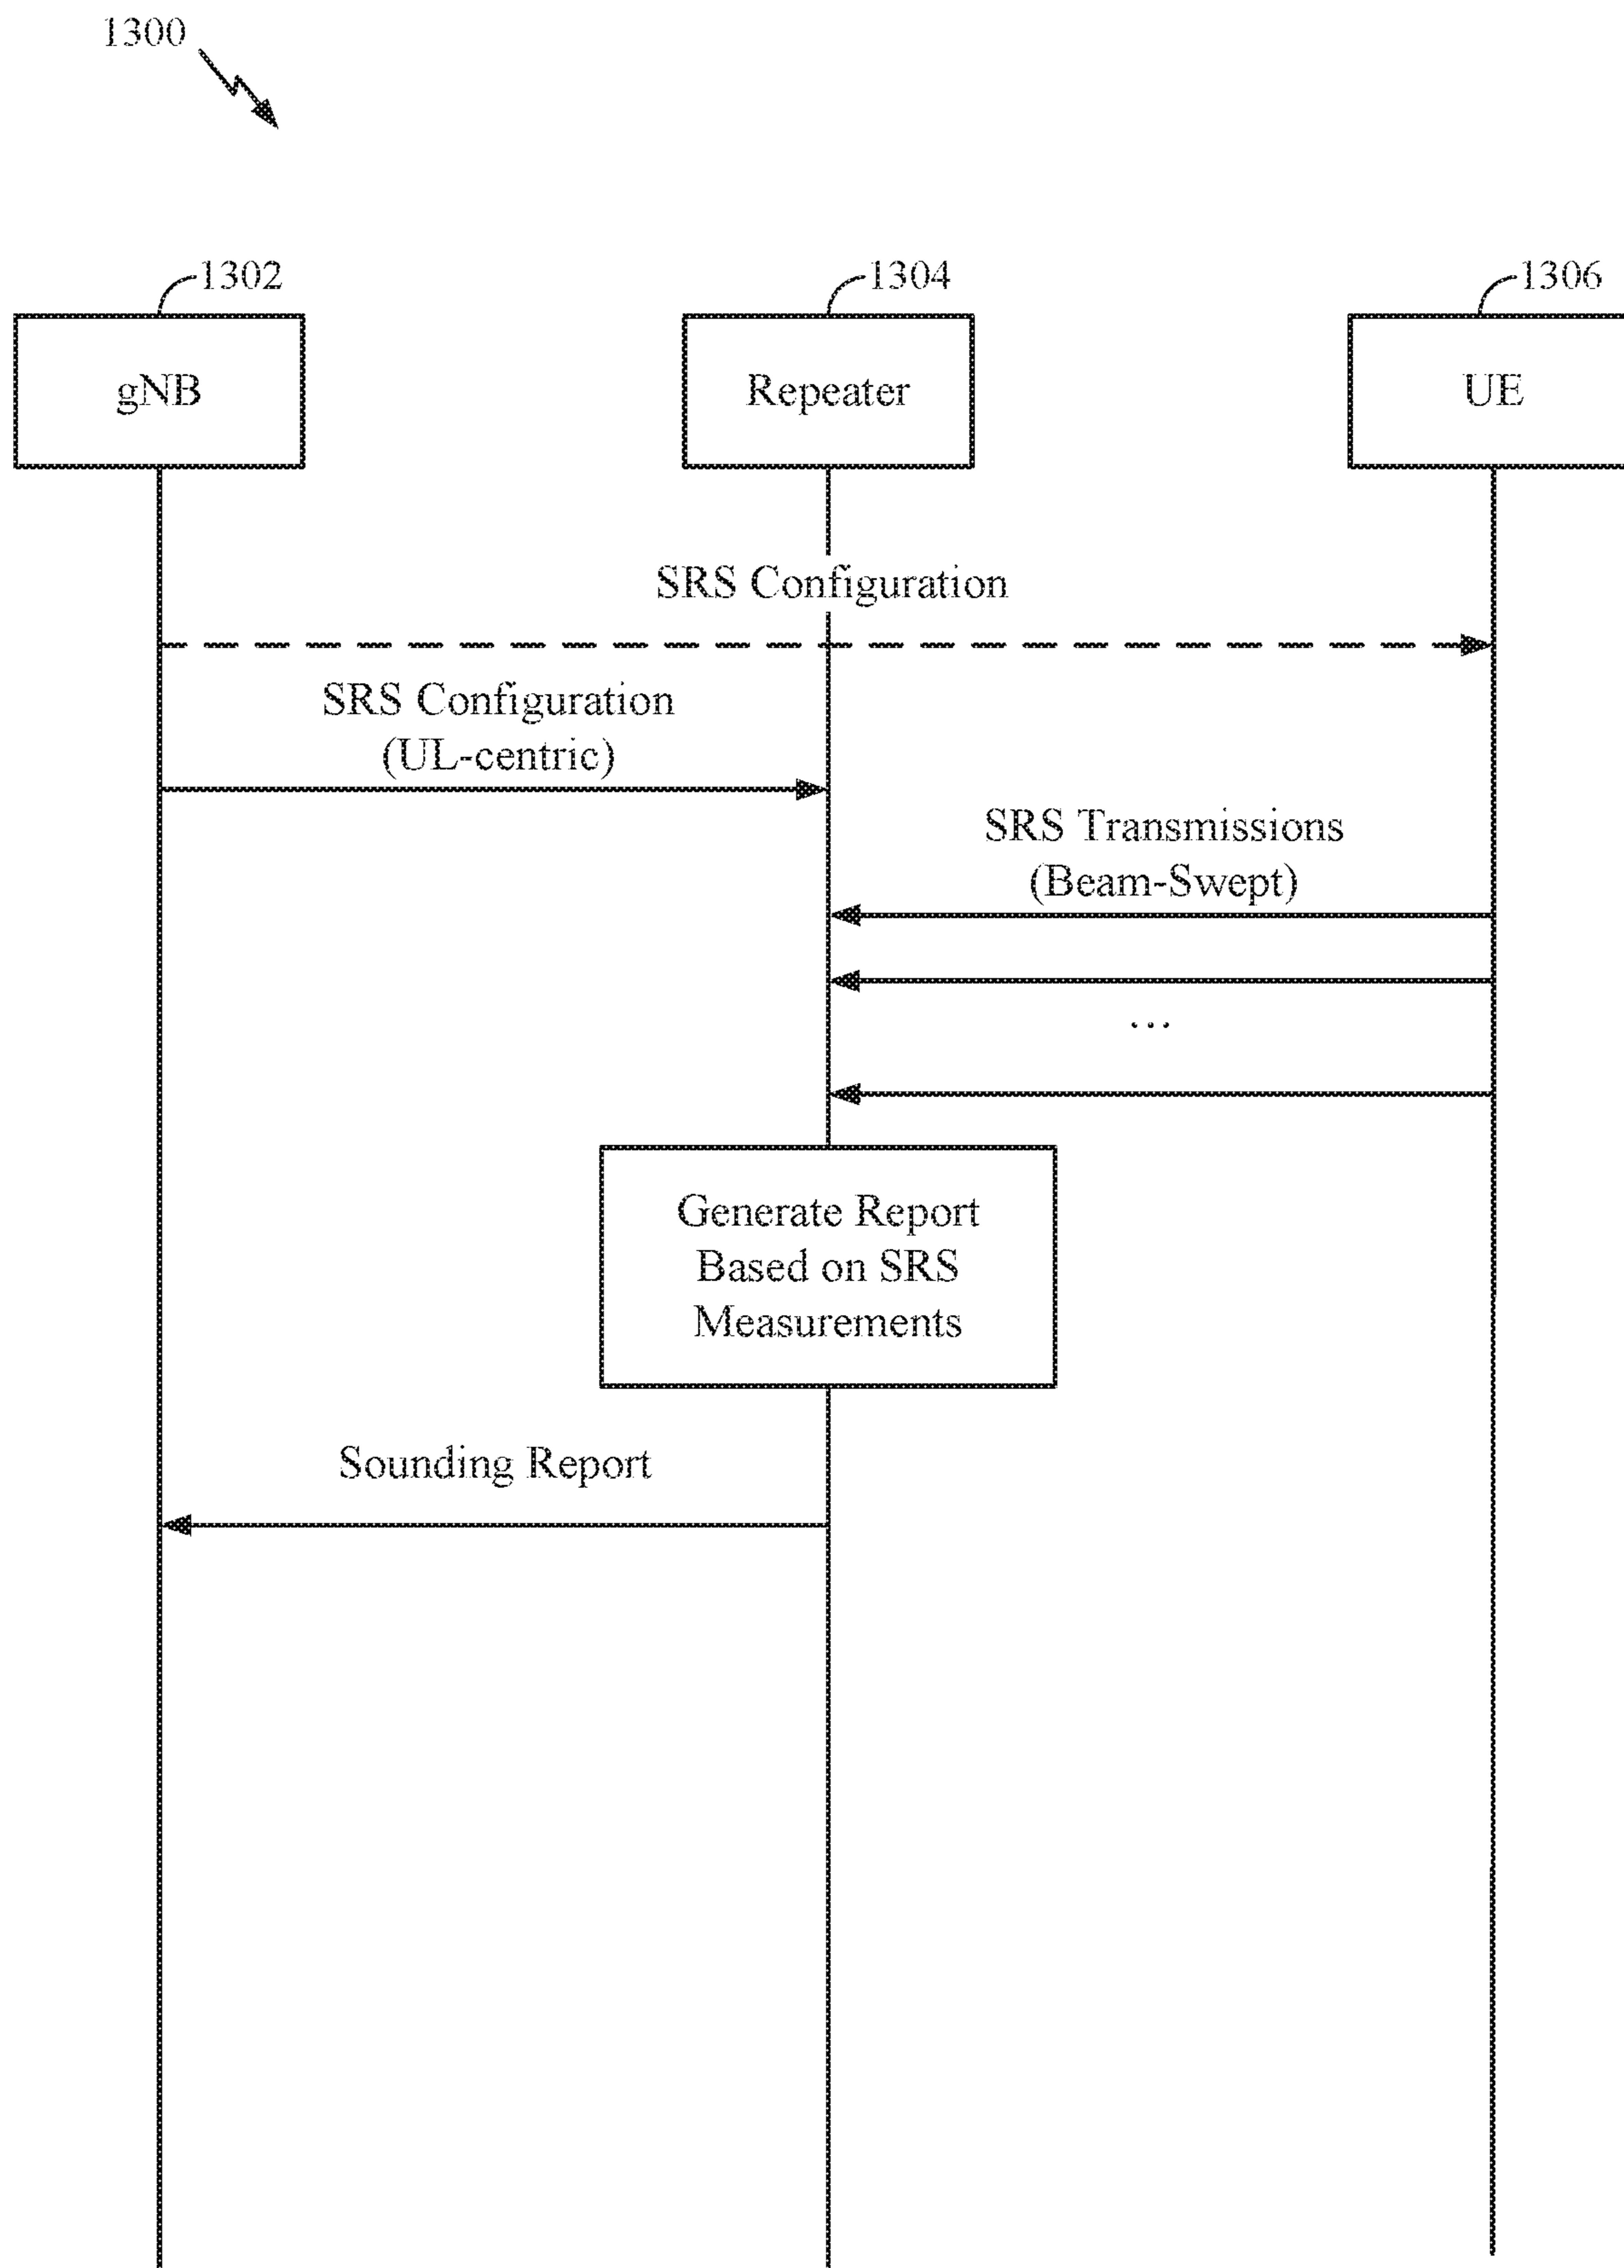 1300
1302
1304
1306
gNB
Repeater
UE
SRS Configuration
SRS Configuration
(UL-centric)
SRS Transmissions
(Beam-Swept)
...
Generate Report
Based on SRS
Measurements
Sounding Report